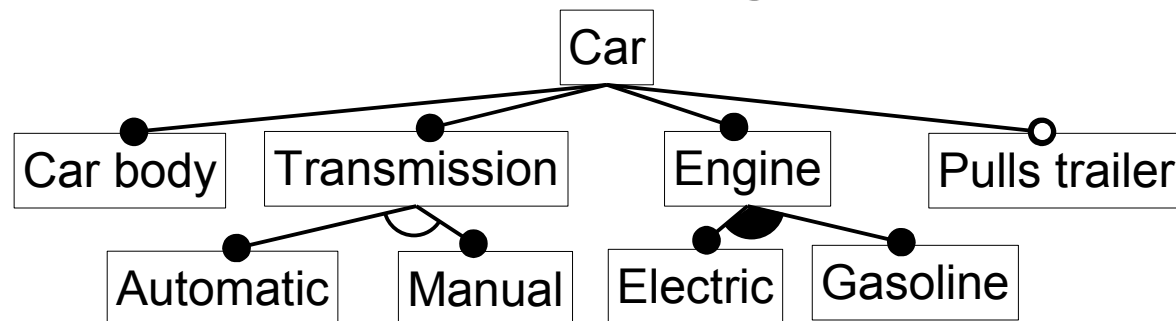 Car
Car body
Transmission
Engine
Pulls trailer
Automatic
Manual
Electric
Gasoline